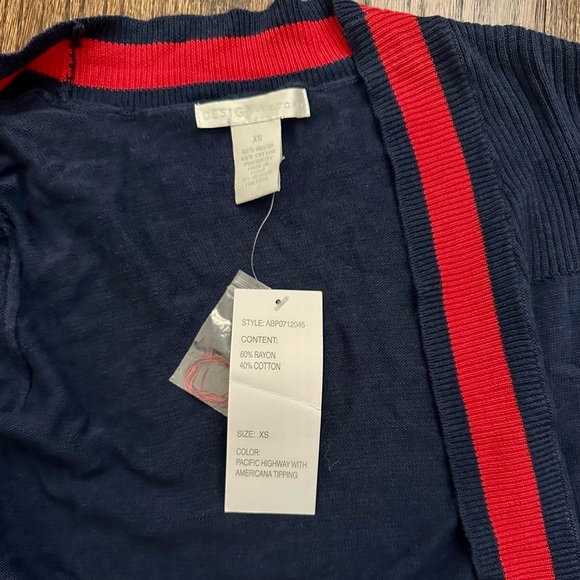 XS
STYLE: ABP0712045
CONTENT:
60% RAYON
40% COTTON
SIZE: XS
COLOR:
PACIFIC HIGHWAY WITH
AMERICANA TIPPING